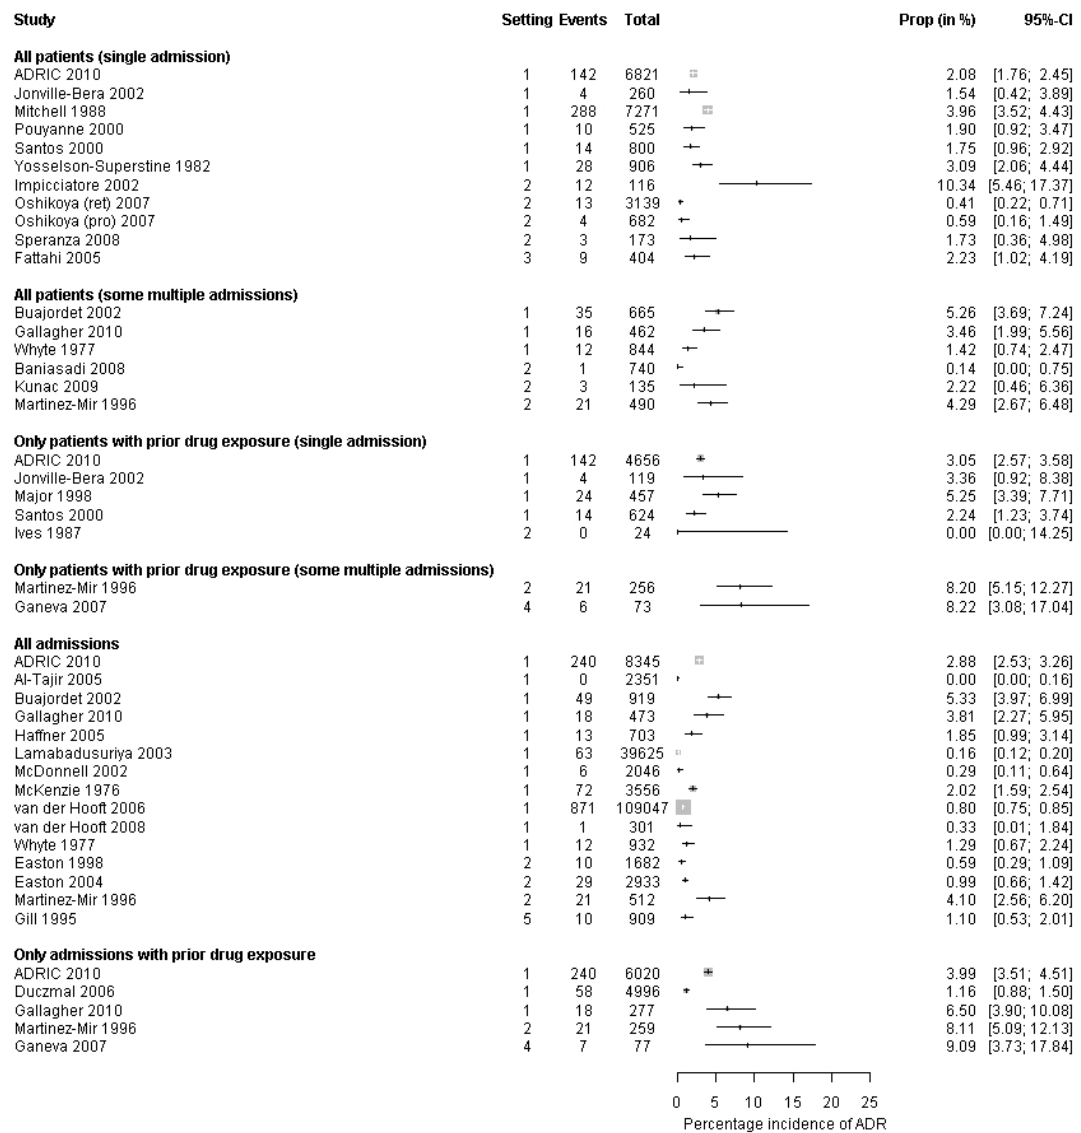 Study Setting Events Total Prop (in %) 95%-CI
All patients (single admission)
ADRIC 2010 1 142 6821 2.08 [1.76; 2.45]
Jonville-Bera 2002 1 4 260 1.54 [0.42; 3.89]
Mitchell 1988 1 288 7271 3.96 [3.52; 4.43]
Pouyanne 2000 1 10 525 1.90 [0.92; 3.47]
Santos 2000 1 14 800 1.75 [0.96; 2.92]
Yosselson-Superstine 1982 1 28 906 3.09 [2.06; 4.44]
Impicciatore 2002 2 12 116 10.34 [5.46; 17.37]
Oshikoya (ret) 2007 2 13 3139 0.41 [0.22; 0.71]
Oshikoya (pro) 2007 2 4 682 0.59 [0.16; 1.49]
Speranza 2008 2 3 173 1.73 [0.36; 4.98]
Fattahi 2005 3 9 404 2.23 [1.02; 4.19]
All patients (some multiple admissions)
Buajordet 2002 1 35 665 5.26 [3.69; 7.24]
Gallagher 2010 1 16 462 3.46 [1.99; 5.56]
Whyte 1977 1 12 844 1.42 [0.74; 2.47]
Baniasadi 2008 2 1 740 0.14 [0.00; 0.75]
Kunac 2009 2 3 135 2.22 [0.46; 6.36]
Martinez-Mir 1996 2 21 490 4.29 [2.67; 6.48]
Only patients with prior drug exposure (single admission)
ADRIC 2010 1 142 4656 3.05 [2.57; 3.58]
Jonville-Bera 2002 1 4 119 3.36 [0.92; 8.38]
Major 1998 1 24 457 5.25 [3.39; 7.71]
Santos 2000 1 14 624 2.24 [1.23; 3.74]
Ives 1987 2 0 24 0.00 [0.00; 14.25]
Only patients with prior drug exposure (some multiple admissions)
Martinez-Mir 1996 2 21 256 8.20 [5.15; 12.27]
Ganeva 2007 4 6 73 8.22 [3.08; 17.04]
All admissions
ADRIC 2010 1 240 8345 2.88 [2.53; 3.26]
Al-Tajir 2005 1 0 2351 0.00 [0.00; 0.16]
Buajordet 2002 1 49 919 5.33 [3.97; 6.99]
Gallagher 2010 1 18 473 3.81 [2.27; 5.95]
Haffner 2005 1 13 703 1.85 [0.99; 3.14]
Lamabadusuriya 2003 1 63 39625 0.16 [0.12; 0.20]
McDonnell 2002 1 6 2046 0.29 [0.11; 0.64]
McKenzie 1976 1 72 3556 2.02 [1.59; 2.54]
van der Hooft 2006 1 871 109047 0.80 [0.75; 0.85]
van der Hooft 2008 1 1 301 0.33 [0.01; 1.84]
Whyte 1977 1 12 932 1.29 [0.67; 2.24]
Easton 1998 2 10 1682 0.59 [0.29; 1.09]
Easton 2004 2 29 2933 0.99 [0.66; 1.42]
Martinez-Mir 1996 2 21 512 4.10 [2.56; 6.20]
Gill 1995 5 10 909 1.10 [0.53; 2.01]
Only admissions with prior drug exposure
ADRIC 2010 1 240 6020 3.99 [3.51; 4.51]
Duczmal 2006 1 58 4996 1.16 [0.88; 1.50]
Gallagher 2010 1 18 277 6.50 [3.90; 10.08]
Martinez-Mir 1996 2 21 259 8.11 [5.09; 12.13]
Ganeva 2007 4 7 77 9.09 [3.73; 17.84]
0 5 10 15 20 25
Percentage incidence of ADR